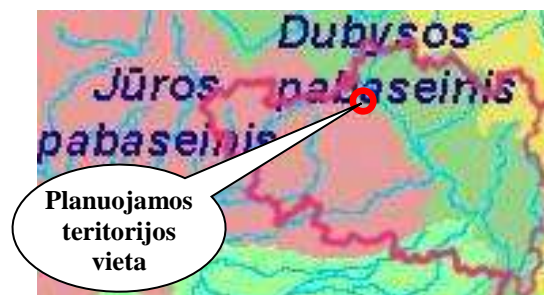 Dubysos
pabaseinis
Jūros
pabaseinis
Planuojamos
teritorijos
vieta